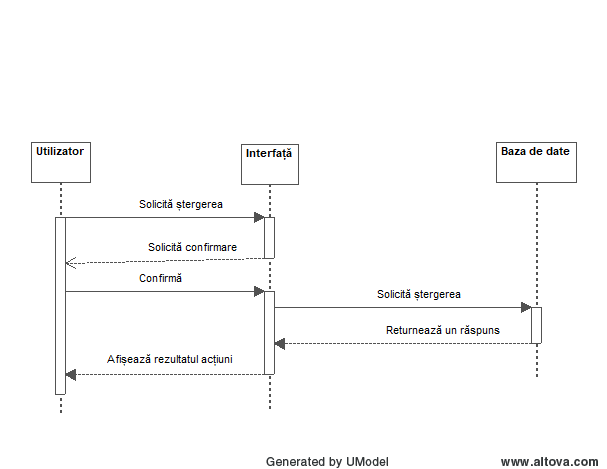 Utilizator
Interfață
Baza de date
Solicită ștergerea
Solicită confirmare
Confirmă
Solicită ștergerea
Returnează un răspuns
Afișează rezultatul acțiuni
Generated by UModel
www.altova.com